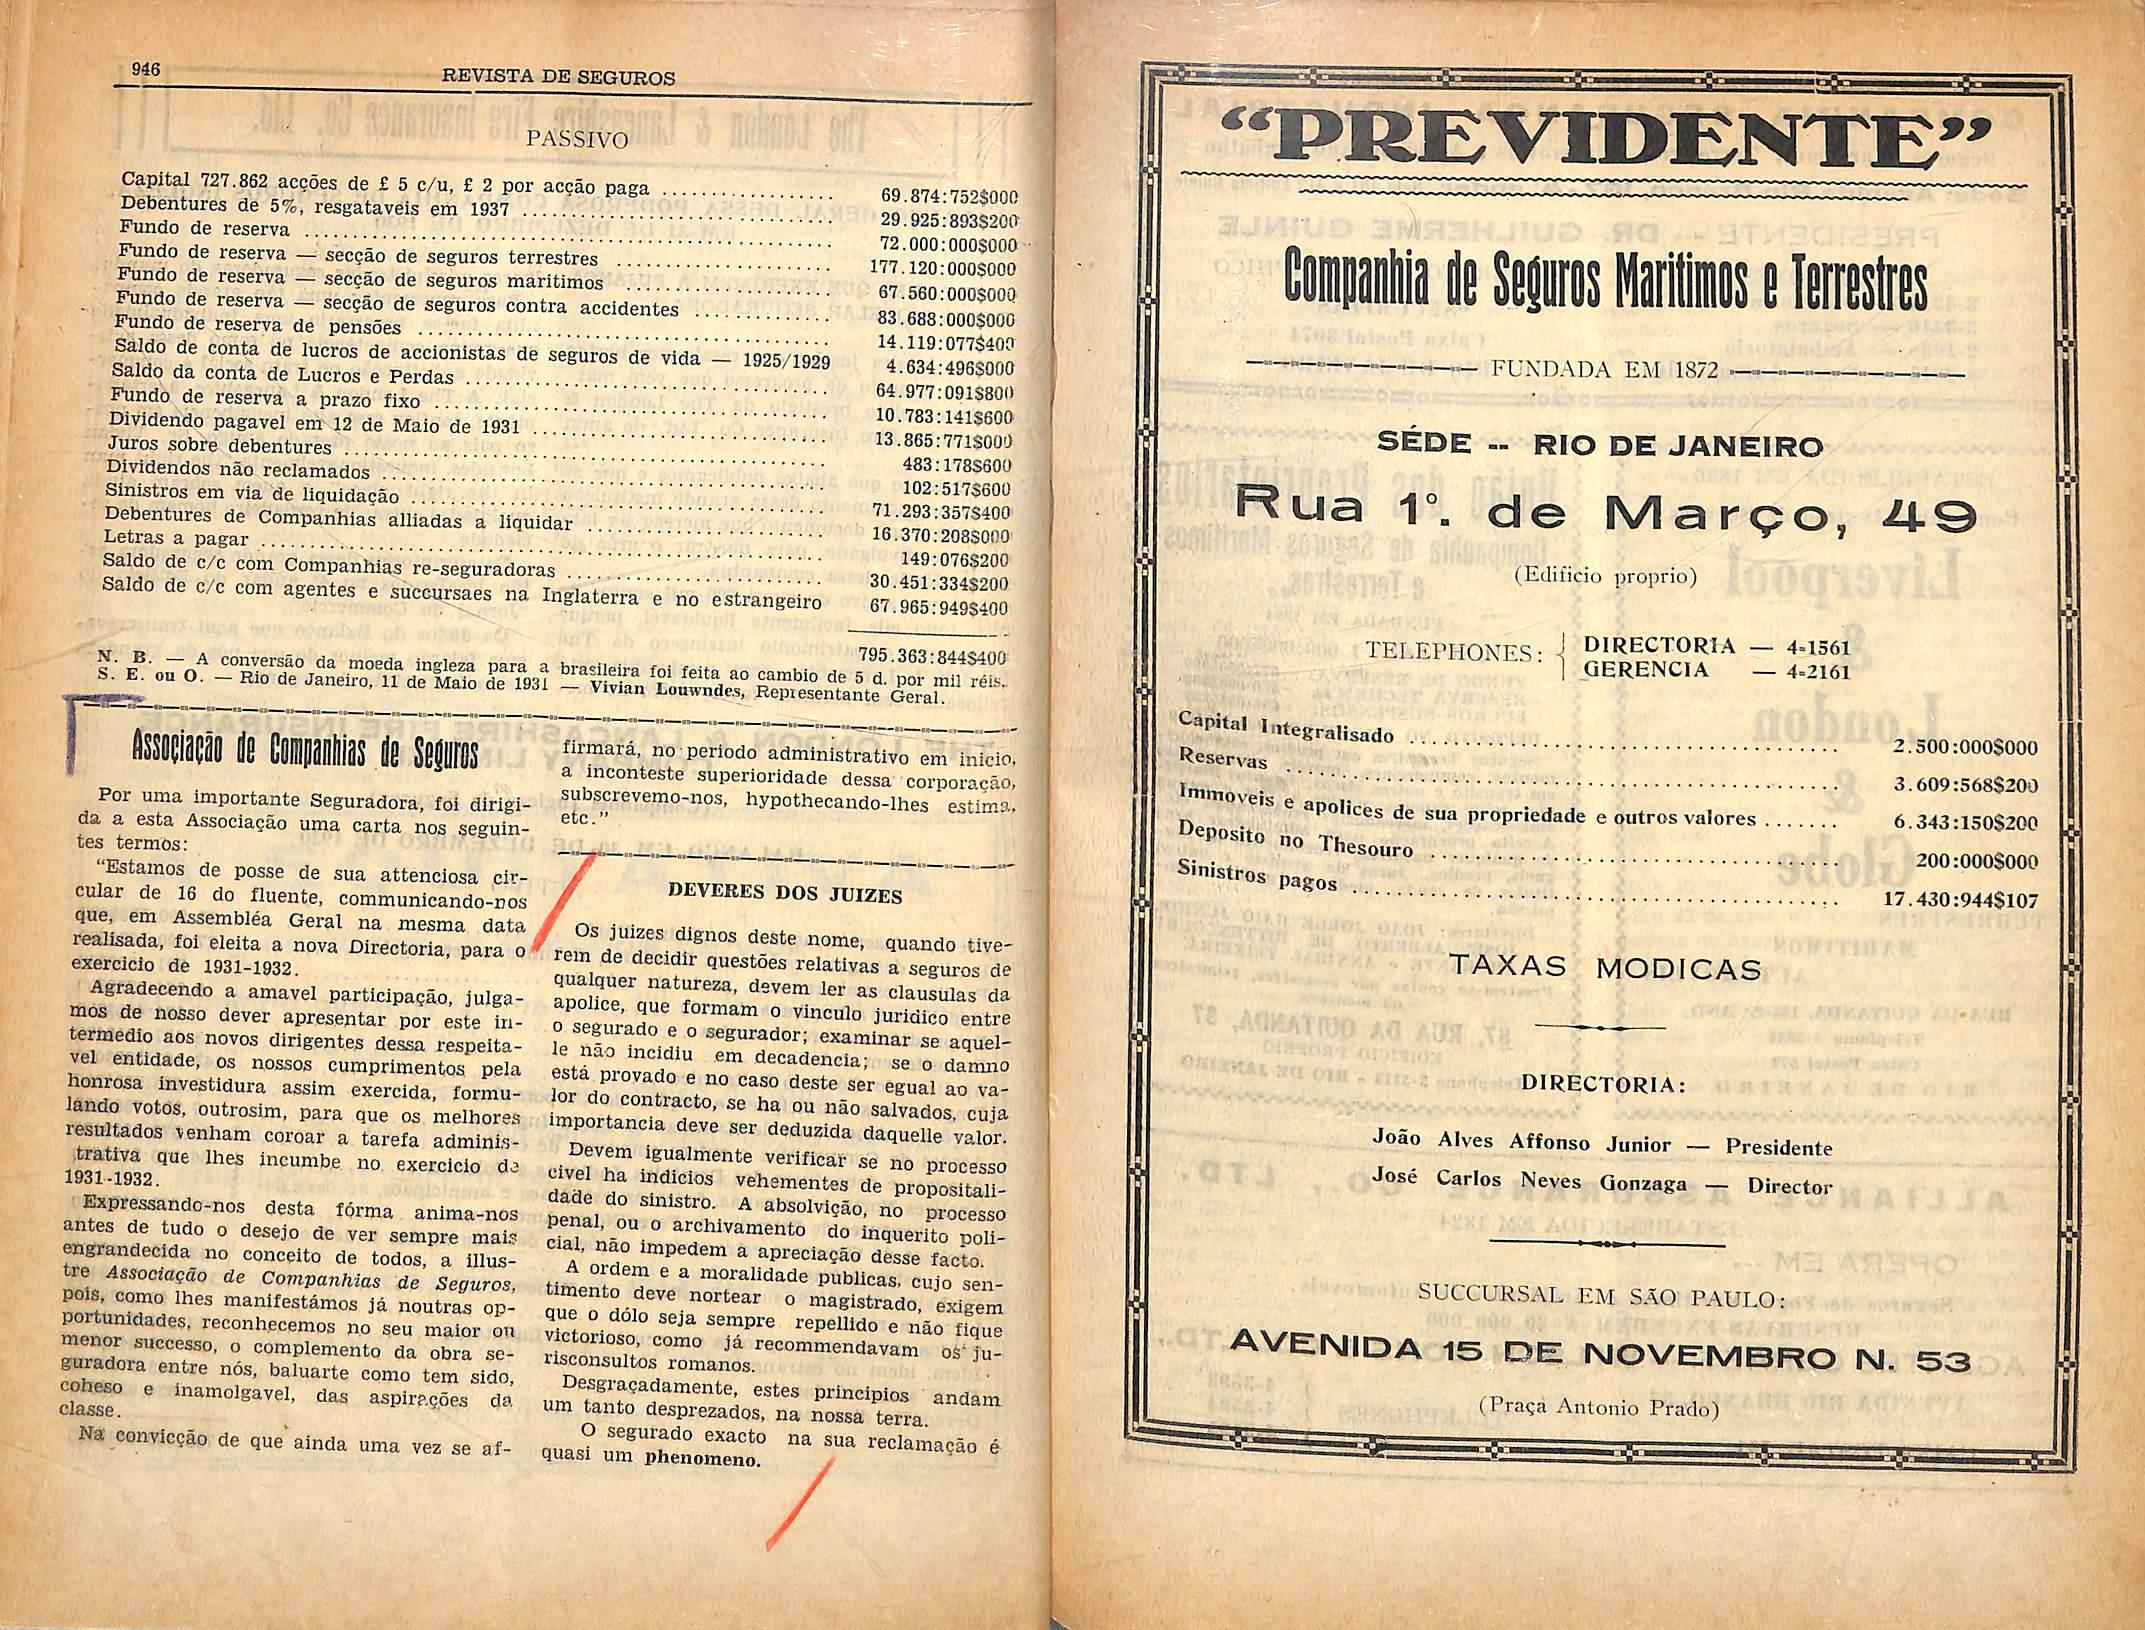 946
REVISTA DE SEGUROS
PASSIVO
Capital 727.862 acções de £ 5 c/u, £ 2 por acção paga .................. 69.874:752$000
Debentures de 5%, resgataveis em 1937 .................. 29.925:893$200
Fundo de reserva .................. 72.000:000$000
Fundo de reserva — secção de seguros terrestres .................. 177.120:000$000
Fundo de reserva — secção de seguros maritimos .................. 67.560:000$000
Fundo de reserva — secção de seguros contra accidentes .................. 83.688:000$000
Fundo de reserva de pensões .................. 14.119:077$400
Saldo de conta de lucros de accionistas de seguros de vida — 1925/1929 4.634:496$000
Saldo da conta de Lucros e Perdas .................. 64.977:091$800
Fundo de reserva a prazo fixo .................. 10.783:141$600
Dividendo pagavel em 12 de Maio de 1931 .................. 13.865:771$000
Juros sobre debentures .................. 483:178$600
Dividendos não reclamados .................. 102:517$600
Sinistros em via de liquidação .................. 71.293:357$400
Debentures de Companhias alliadas a liquidar .................. 16.370:208$000
Letras a pagar .................. 149:076$200
Saldo de c/c com Companhias re-seguradoras .................. 30.451:334$200
Saldo de c/c com agentes e succursaes na Inglaterra e no estrangeiro 67.965:949$400
795.363:844$400
N. B. — A conversão da moeda ingleza para a brasileira foi feita ao cambio de 5 d. por mil réis.
S. E. ou O. — Rio de Janeiro, 11 de Maio de 1931 — Vivian Louwndes, Representante Geral.
Associação de Companhias de Seguros
Por uma importante Seguradora, foi dirigi-
da a esta Associação uma carta nos seguin-
tes termos:
“Estamos de posse de sua attenciosa cir-
cular de 16 do fluente, communicando-nos
que, em Assembléa Geral na mesma data
realisada, foi eleita a nova Directoria, para o
exercicio de 1931-1932.
Agradecendo a amavel participação, julga-
mos de nosso dever apresentar por este in-
termedio aos novos dirigentes dessa respeita-
vel entidade, os nossos cumprimentos pela
honrosa investidura assim exercida, formu-
lando votos, outrosim, para que os melhores
resultados venham coroar a tarefa adminis-
trativa que lhes incumbe no exercicio de
1931-1932.
Expressando-nos desta fórma anima-nos
antes de tudo o desejo de ver sempre mais
engrandecida no conceito de todos, a illus-
tre Associação de Companhias de Seguros,
pois, como lhes manifestámos já noutras op-
portunidades, reconhecemos no seu maior ou
menor successo, o complemento da obra se-
guradora entre nós, baluarte como tem sido,
coheso e inamolgavel, das aspirações da
classe.
Na convicção de que ainda uma vez se af-
firmará, no periodo administrativo em inicio,
a inconteste superioridade dessa corporação,
subscrevemo-nos, hypothecando-lhes estima,
etc.”
DEVERES DOS JUIZES
Os juizes dignos deste nome, quando tive-
rem de decidir questões relativas a seguros de
qualquer natureza, devem ler as clausulas da
apolice, que formam o vinculo juridico entre
o segurado e o segurador; examinar se aquel-
le não incidiu em decadencia; se o damno
está provado e no caso deste ser egual ao va-
lor do contracto, se ha ou não salvados, cuja
importancia deve ser deduzida daquelle valor.
Devem igualmente verificar se no processo
civel ha indicios vehementes de propositali-
dade do sinistro. A absolvição, no processo
penal, ou o archivamento do inquerito poli-
cial, não impedem a apreciação desse facto.
A ordem e a moralidade publicas, cujo sen-
timento deve nortear o magistrado, exigem
que o dólo seja sempre repellido e não fique
victorioso, como já recommendavam os ju-
risconsultos romanos.
Desgraçadamente, estes principios andam
um tanto desprezados, na nossa terra.
O segurado exacto na sua reclamação é
quasi um phenomeno.
“PREVIDENTE”
Companhia de Seguros Maritimos e Terrestres
FUNDADA EM 1872
SÉDE -- RIO DE JANEIRO
Rua 1º. de Março, 49
(Edificio proprio)
TELEPHONES: { DIRECTORIA — 4-1561
GERENCIA — 4-2161
Capital Integralisado .................. 2.500:000$000
Reservas .................. 3.609:568$200
Immoveis e apolices de sua propriedade e outros valores ....... 6.343:150$200
Deposito no Thesouro .................. 200:000$000
Sinistros pagos .................. 17.430:944$107
TAXAS MODICAS
DIRECTORIA:
João Alves Affonso Junior — Presidente
José Carlos Neves Gonzaga — Director
SUCCURSAL EM SÃO PAULO:
AVENIDA 15 DE NOVEMBRO N. 53
(Praça Antonio Prado)